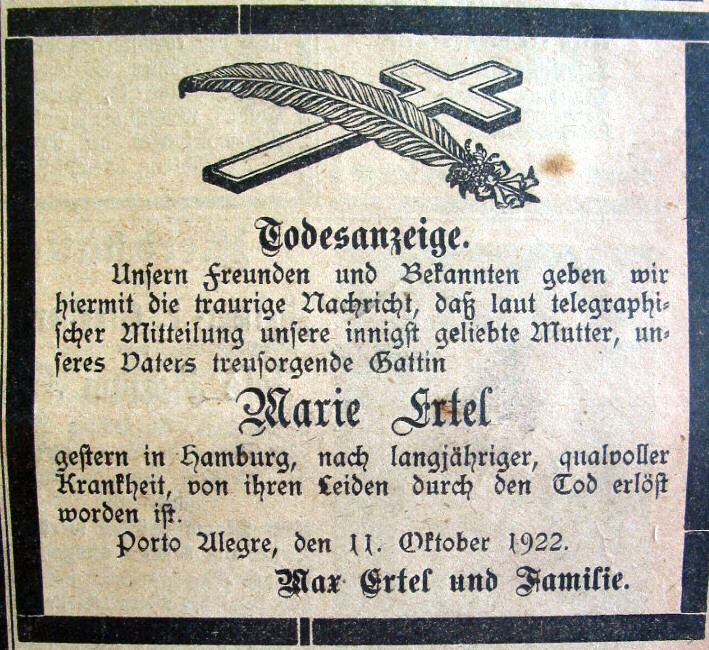 Todesanzeige.
Unsern Freunden und Bekannten geben wir
hiermit die traurige Nachricht, daß laut telegraphi-
scher Mitteilung unsere innigst geliebte Mutter, un-
seres Vaters treusorgende Gattin
Marie Ertel
gestern in Hamburg, nach langjähriger, qualvoller
Krankheit, von ihren Leiden durch den Tod erlöst
worden ist.
Porto Alegre, den 11. Oktober 1922.
Max Ertel und Familie.